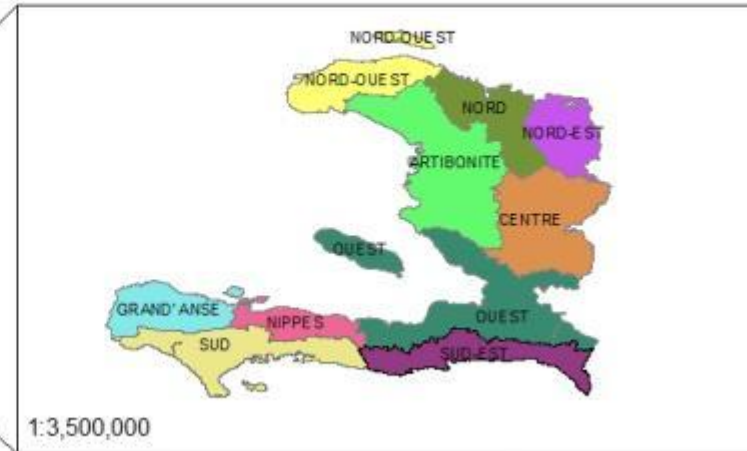 NORD-OUEST
NORD-OUEST
NORD
NORD-EST
ARTIBONITE
CENTRE
OUEST
GRAND'ANSE
NIPPES
OUEST
SUD
SUD-EST
1:3,500,000